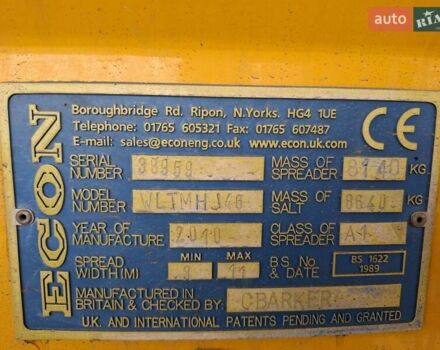 auto RIA
ECON
Boroughbridge Rd. Ripon, N.Yorks. HG4 1UE
Telephone: 01765 605321 Fax: 01765 607487
E-mail: sales@econeng.co.uk www.econ.uk.com
CE
SERIAL NUMBER MASS OF SPREADER KG
MODEL NUMBER WLTMHJ46 MASS OF SALT 8640 KG
YEAR OF MANUFACTURE 2010 CLASS OF SPREADER
MIN MAX
SPREAD WIDTH(M) B.S. No & DATE BS 1622 1989
MANUFACTURED IN BRITAIN & CHECKED BY: C BARKER
U.K. AND INTERNATIONAL PATENTS PENDING AND GRANTED